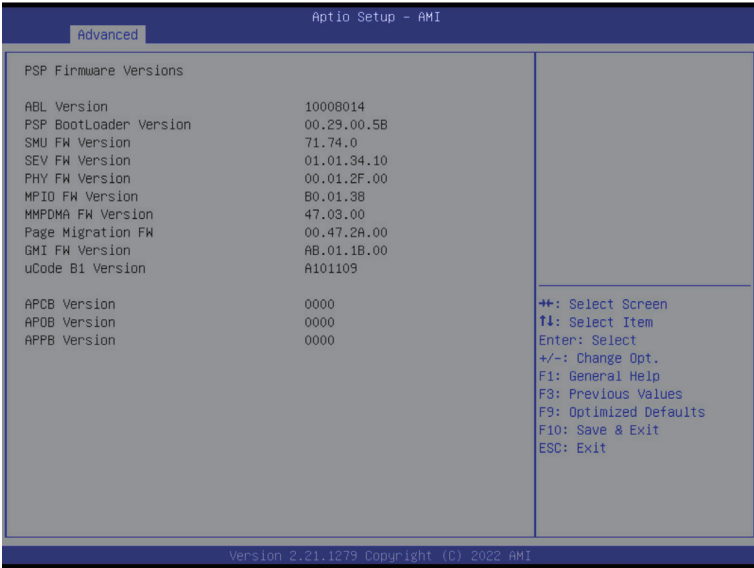 Aptio Setup – AMI
Advanced
PSP Firmware Versions
ABL Version 10008014
PSP BootLoader Version 00.29.00.5B
SMU FW Version 71.74.0
SEV FW Version 01.01.34.10
PHY FW Version 00.01.2F.00
MPIO FW Version B0.01.38
MMPDMA FW Version 47.03.00
Page Migration FW 00.47.2A.00
GMI FW Version AB.01.1B.00
uCode B1 Version A101109
APCB Version 0000
APOB Version 0000
APPB Version 0000
→←: Select Screen
↑↓: Select Item
Enter: Select
+/-: Change Opt.
F1: General Help
F3: Previous Values
F9: Optimized Defaults
F10: Save & Exit
ESC: Exit
Version 2.21.1279 Copyright (C) 2022 AMI